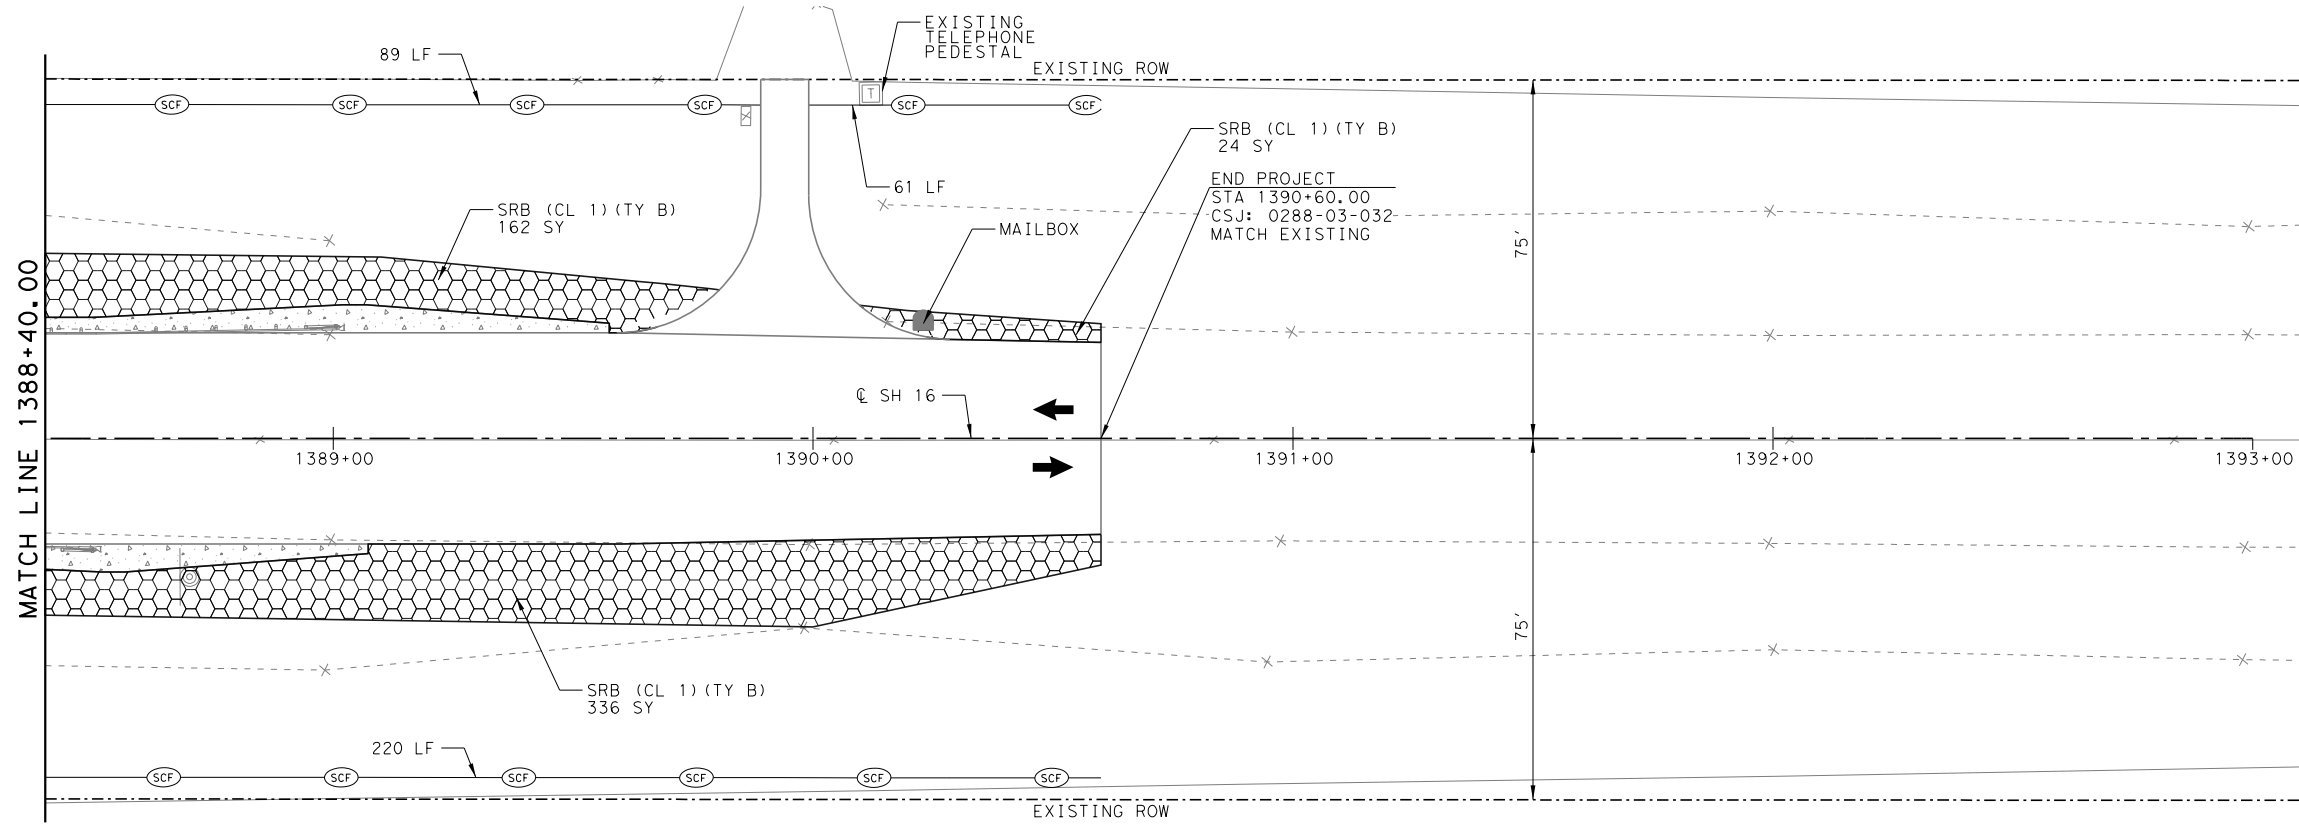 EXISTING
TELEPHONE
PEDESTAL
89 LF
EXISTING ROW
SCF
SCF
SCF
SCF
T
SCF
SCF
SRB (CL 1)(TY B)
24 SY
61 LF
END PROJECT
STA 1390+60.00
CSJ: 0288-03-032
MATCH EXISTING
SRB (CL 1)(TY B)
162 SY
MAILBOX
75'
MATCH LINE 1388+40.00
℄ SH 16
1389+00
1390+00
1391+00
1392+00
1393+00
75'
SRB (CL 1)(TY B)
336 SY
220 LF
SCF
SCF
SCF
SCF
SCF
SCF
EXISTING ROW